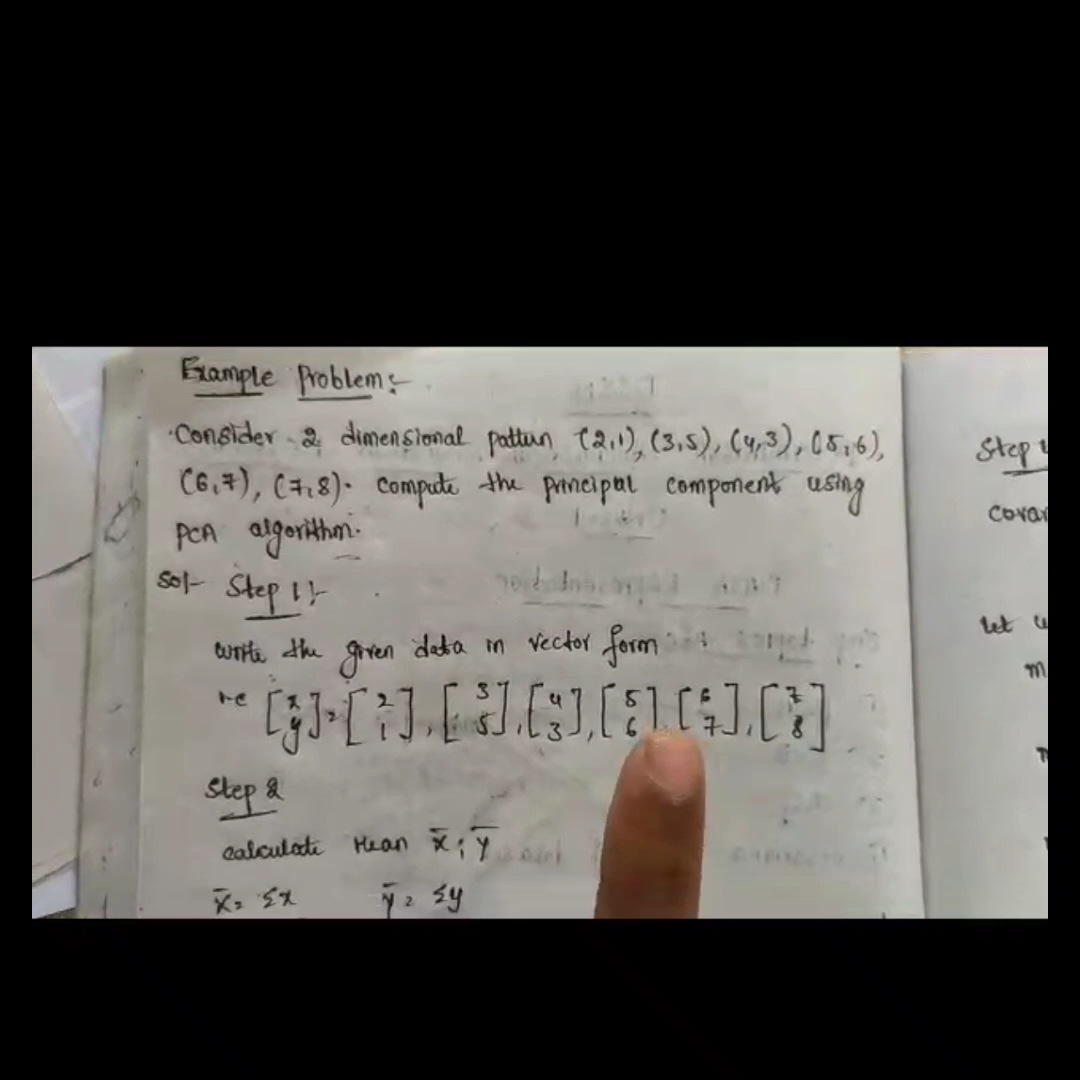 Example Problem:-
Consider 2 dimensional pattern (2,1), (3,5), (4,3), (5,6),
(6,7), (7,8). compute the principal component using
PCA algorithm.
Sol- Step 1:-
write the given data in vector form
i.e [x y] = [2 1], [3 5], [4 3], [5 6], [6 7], [7 8]
Step 2
calculate Mean x̄, ȳ
x̄ = Σx ȳ = Σy
Step
covar
let
m